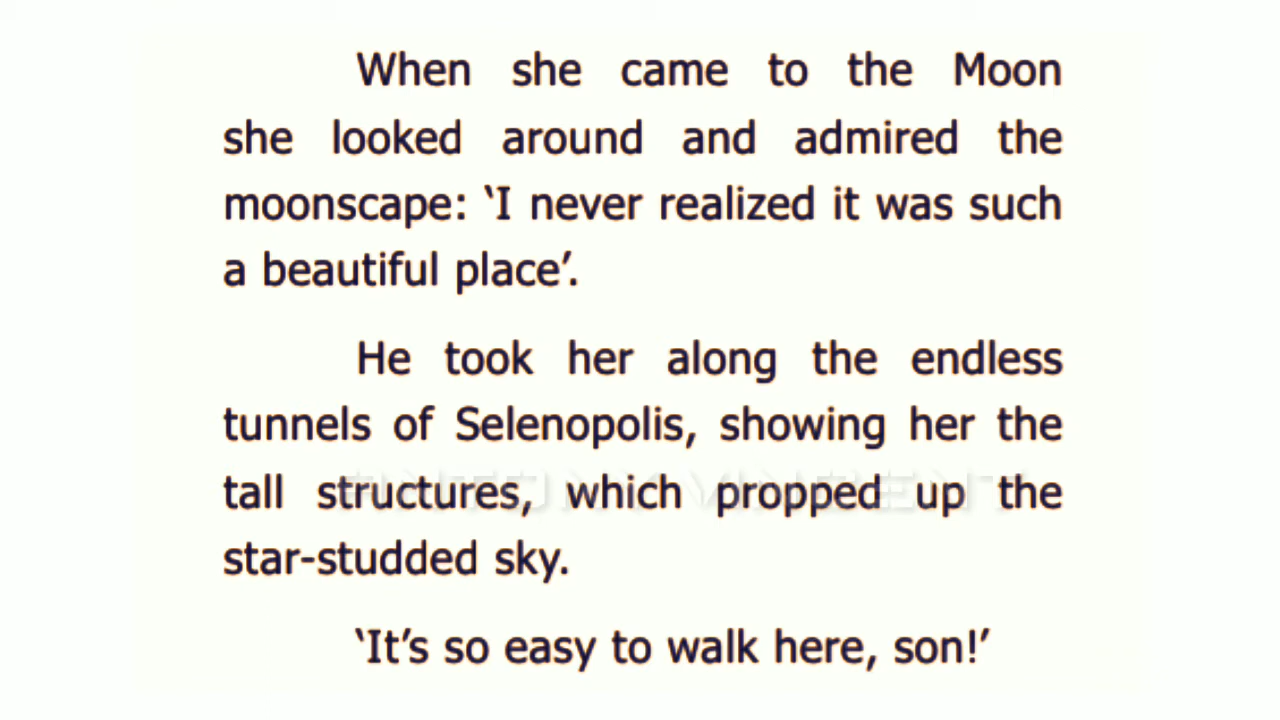 When she came to the Moon
she looked around and admired the
moonscape: ‘I never realized it was such
a beautiful place’.
He took her along the endless
tunnels of Selenopolis, showing her the
tall structures, which propped up the
star-studded sky.
‘It’s so easy to walk here, son!’